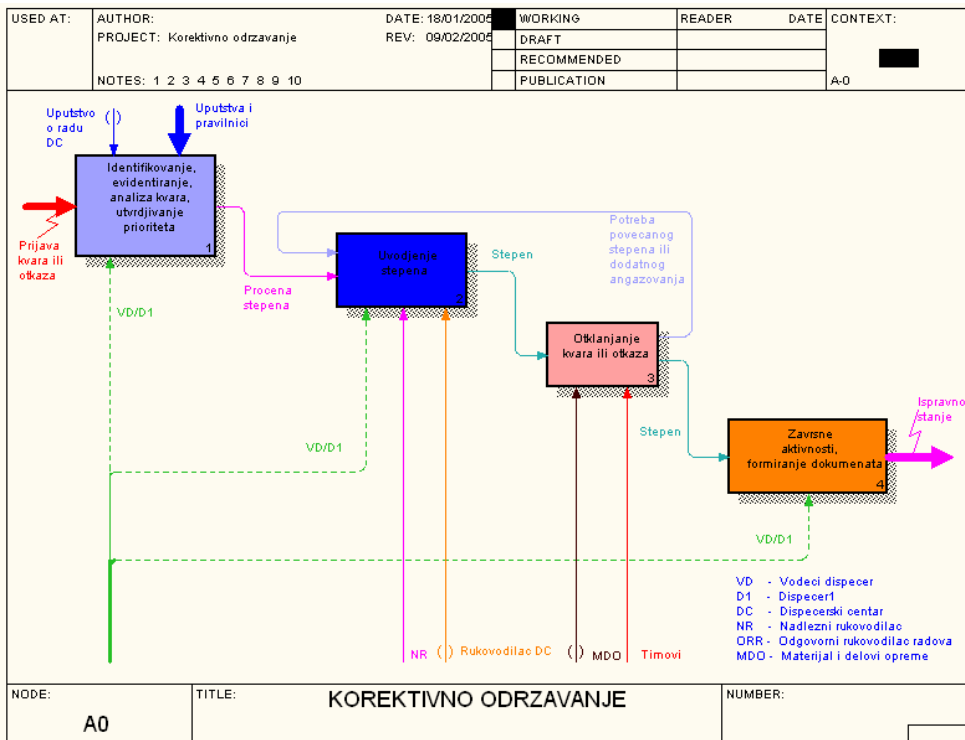 USED AT:
AUTHOR:
DATE: 18/01/2005
WORKING
READER
DATE
CONTEXT:
PROJECT: Korektivno odrzavanje
REV: 09/02/2005
DRAFT
RECOMMENDED
NOTES: 1 2 3 4 5 6 7 8 9 10
PUBLICATION
A-0
Uputstvo
o radu
DC
( )
Uputstva i
pravilnici
Identifikovanje,
evidentiranje,
analiza kvara,
utvrdjivanje
prioriteta
1
Prijava
kvara ili
otkaza
Procena
stepena
VD/D1
Uvodjenje
stepena
2
Stepen
Potreba
povecanog
stepena ili
dodatnog
angazovanja
Otklanjanje
kvara ili otkaza
3
Stepen
VD/D1
Zavrsne
aktivnosti,
formiranje dokumenata
4
Ispravno
stanje
VD/D1
VD - Vodeci dispecer
D1 - Dispecer1
DC - Dispecerski centar
NR - Nadlezni rukovodilac
ORR - Odgovorni rukovodilac radova
MDO - Materijal i delovi opreme
NR
( )
Rukovodilac DC
( )
MDO
Timovi
NODE:
A0
TITLE:
KOREKTIVNO ODRZAVANJE
NUMBER: